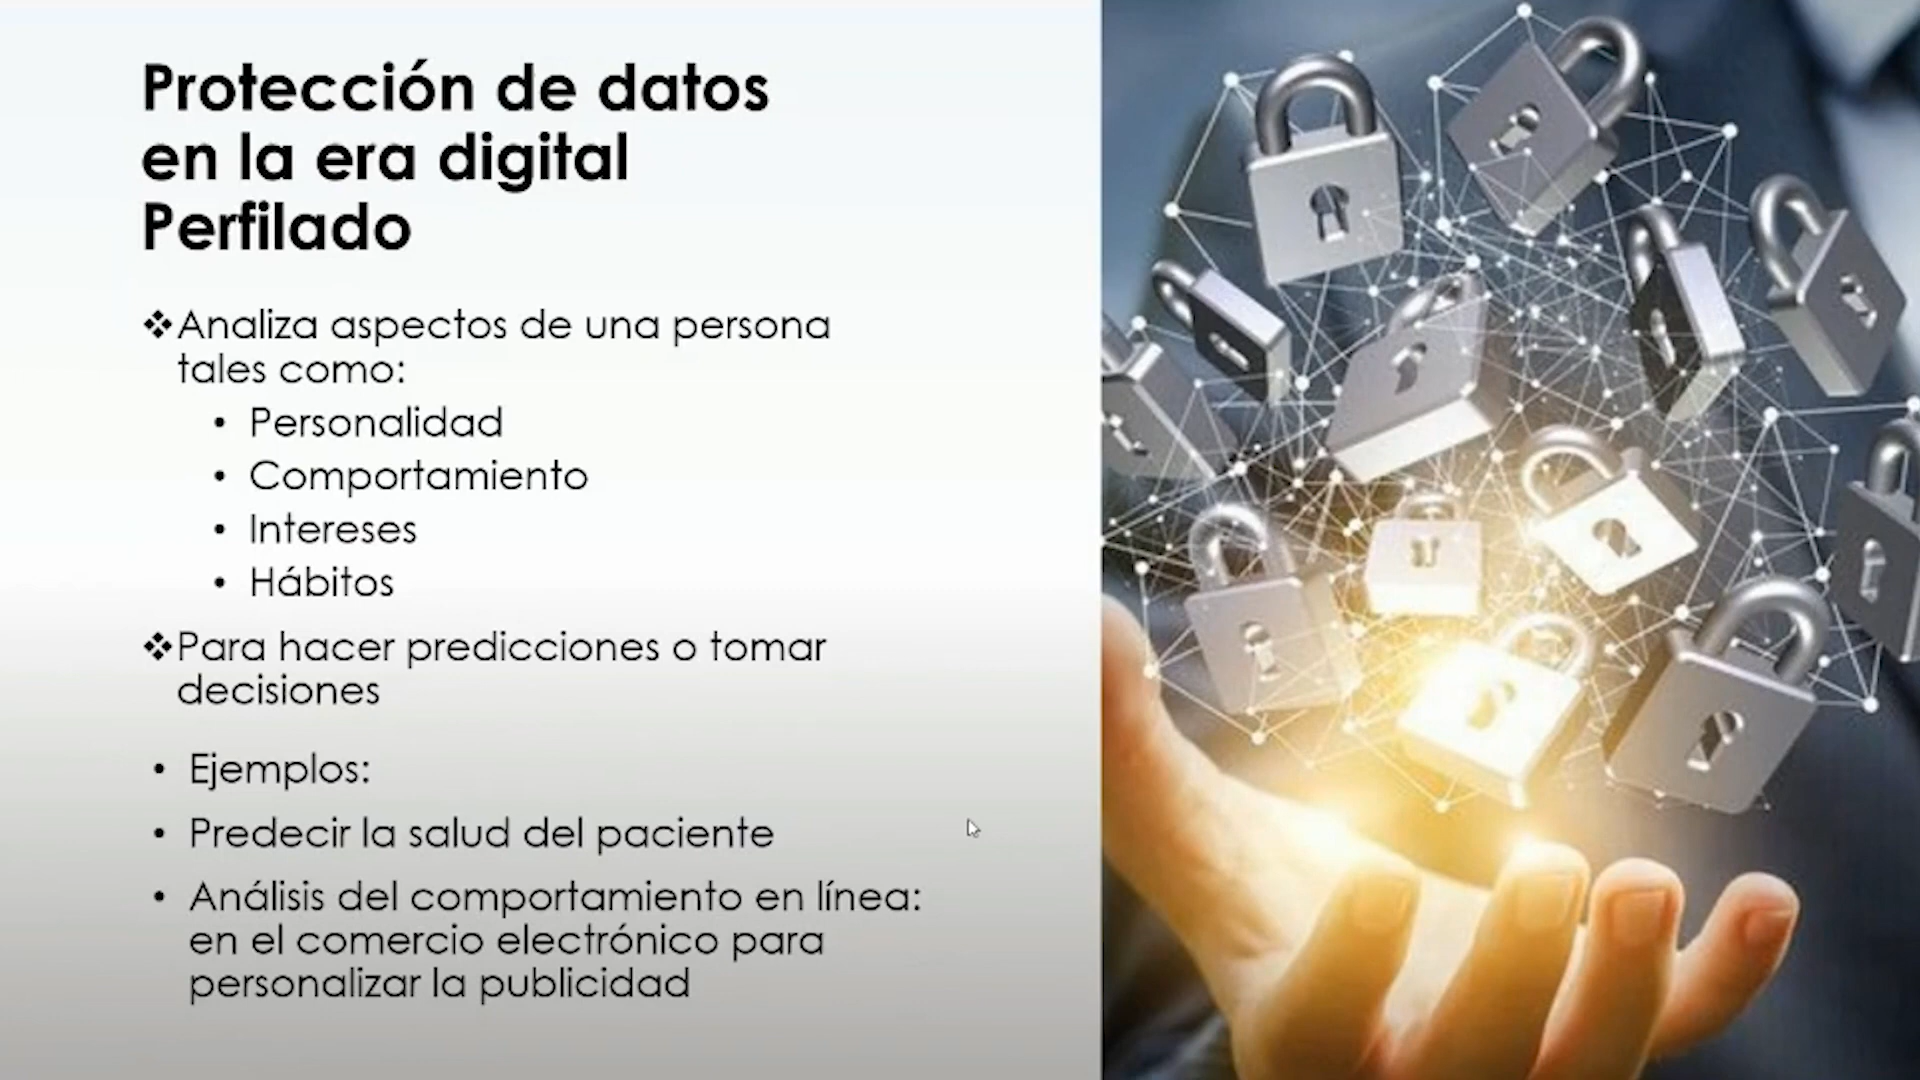 Protección de datos
en la era digital
Perfilado
❖Analiza aspectos de una persona
tales como:
• Personalidad
• Comportamiento
• Intereses
• Hábitos
❖Para hacer predicciones o tomar
decisiones
• Ejemplos:
• Predecir la salud del paciente
• Análisis del comportamiento en línea:
en el comercio electrónico para
personalizar la publicidad